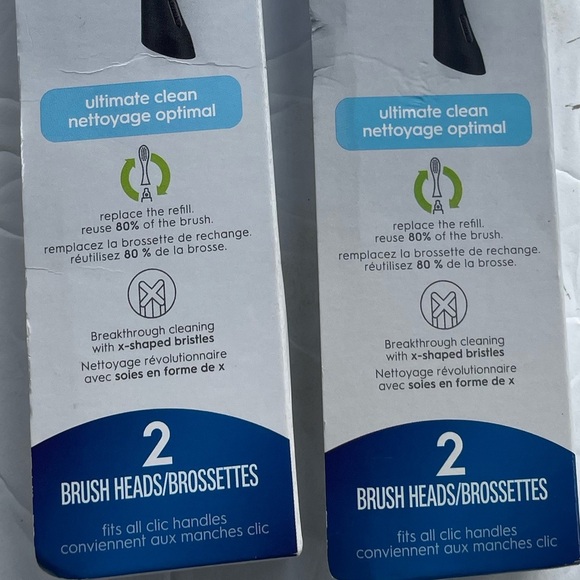 ultimate clean
nettoyage optimal
replace the refill.
reuse 80% of the brush.
remplacez la brossette de rechange.
réutilisez 80 % de la brosse.
Breakthrough cleaning
with x-shaped bristles
Nettoyage révolutionnaire
avec soies en forme de x
2
BRUSH HEADS/BROSSETTES
fits all clic handles
conviennent aux manches clic
ultimate clean
nettoyage optimal
replace the refill.
reuse 80% of the brush.
remplacez la brossette de rechange.
réutilisez 80 % de la brosse.
Breakthrough cleaning
with x-shaped bristles
Nettoyage révolutionnaire
avec soies en forme de x
2
BRUSH HEADS/BROSSETTES
fits all clic handles
conviennent aux manches clic